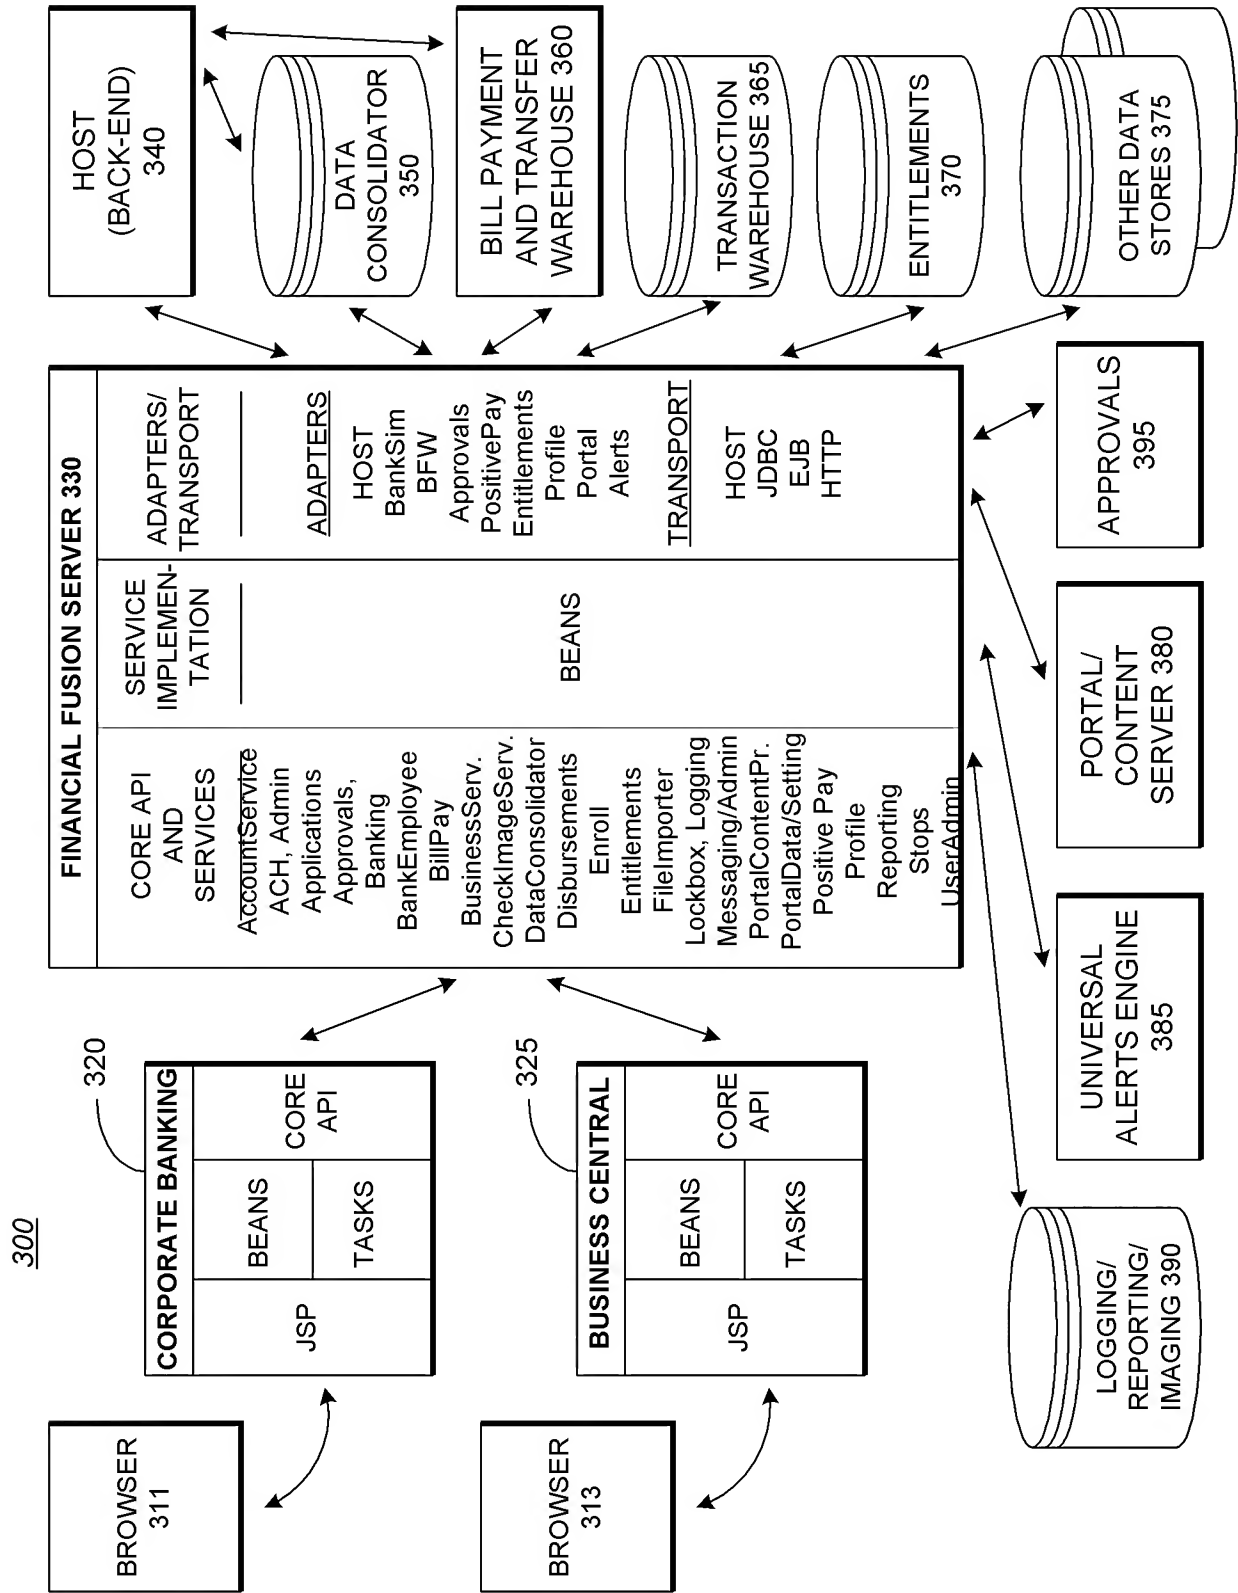 300
BROWSER
311
BROWSER
313
320
CORPORATE BANKING
JSP
BEANS
TASKS
CORE
API
325
BUSINESS CENTRAL
JSP
BEANS
TASKS
CORE
API
FINANCIAL FUSION SERVER 330
CORE API
AND
SERVICES
AccountService
ACH, Admin
Applications
Approvals,
Banking
BankEmployee
BillPay
BusinessServ.
CheckImageServ.
DataConsolidator
Disbursements
Enroll
Entitlements
FileImporter
Lockbox, Logging
Messaging/Admin
PortalContentPr.
PortalData/Setting
Positive Pay
Profile
Reporting
Stops
UserAdmin
SERVICE
IMPLEMEN-
TATION
BEANS
ADAPTERS/
TRANSPORT
ADAPTERS
HOST
BankSim
BFW
Approvals
PositivePay
Entitlements
Profile
Portal
Alerts
TRANSPORT
HOST
JDBC
EJB
HTTP
HOST
(BACK-END)
340
DATA
CONSOLIDATOR
350
BILL PAYMENT
AND TRANSFER
WAREHOUSE 360
TRANSACTION
WAREHOUSE 365
ENTITLEMENTS
370
OTHER DATA
STORES 375
LOGGING/
REPORTING/
IMAGING 390
UNIVERSAL
ALERTS ENGINE
385
PORTAL/
CONTENT
SERVER 380
APPROVALS
395